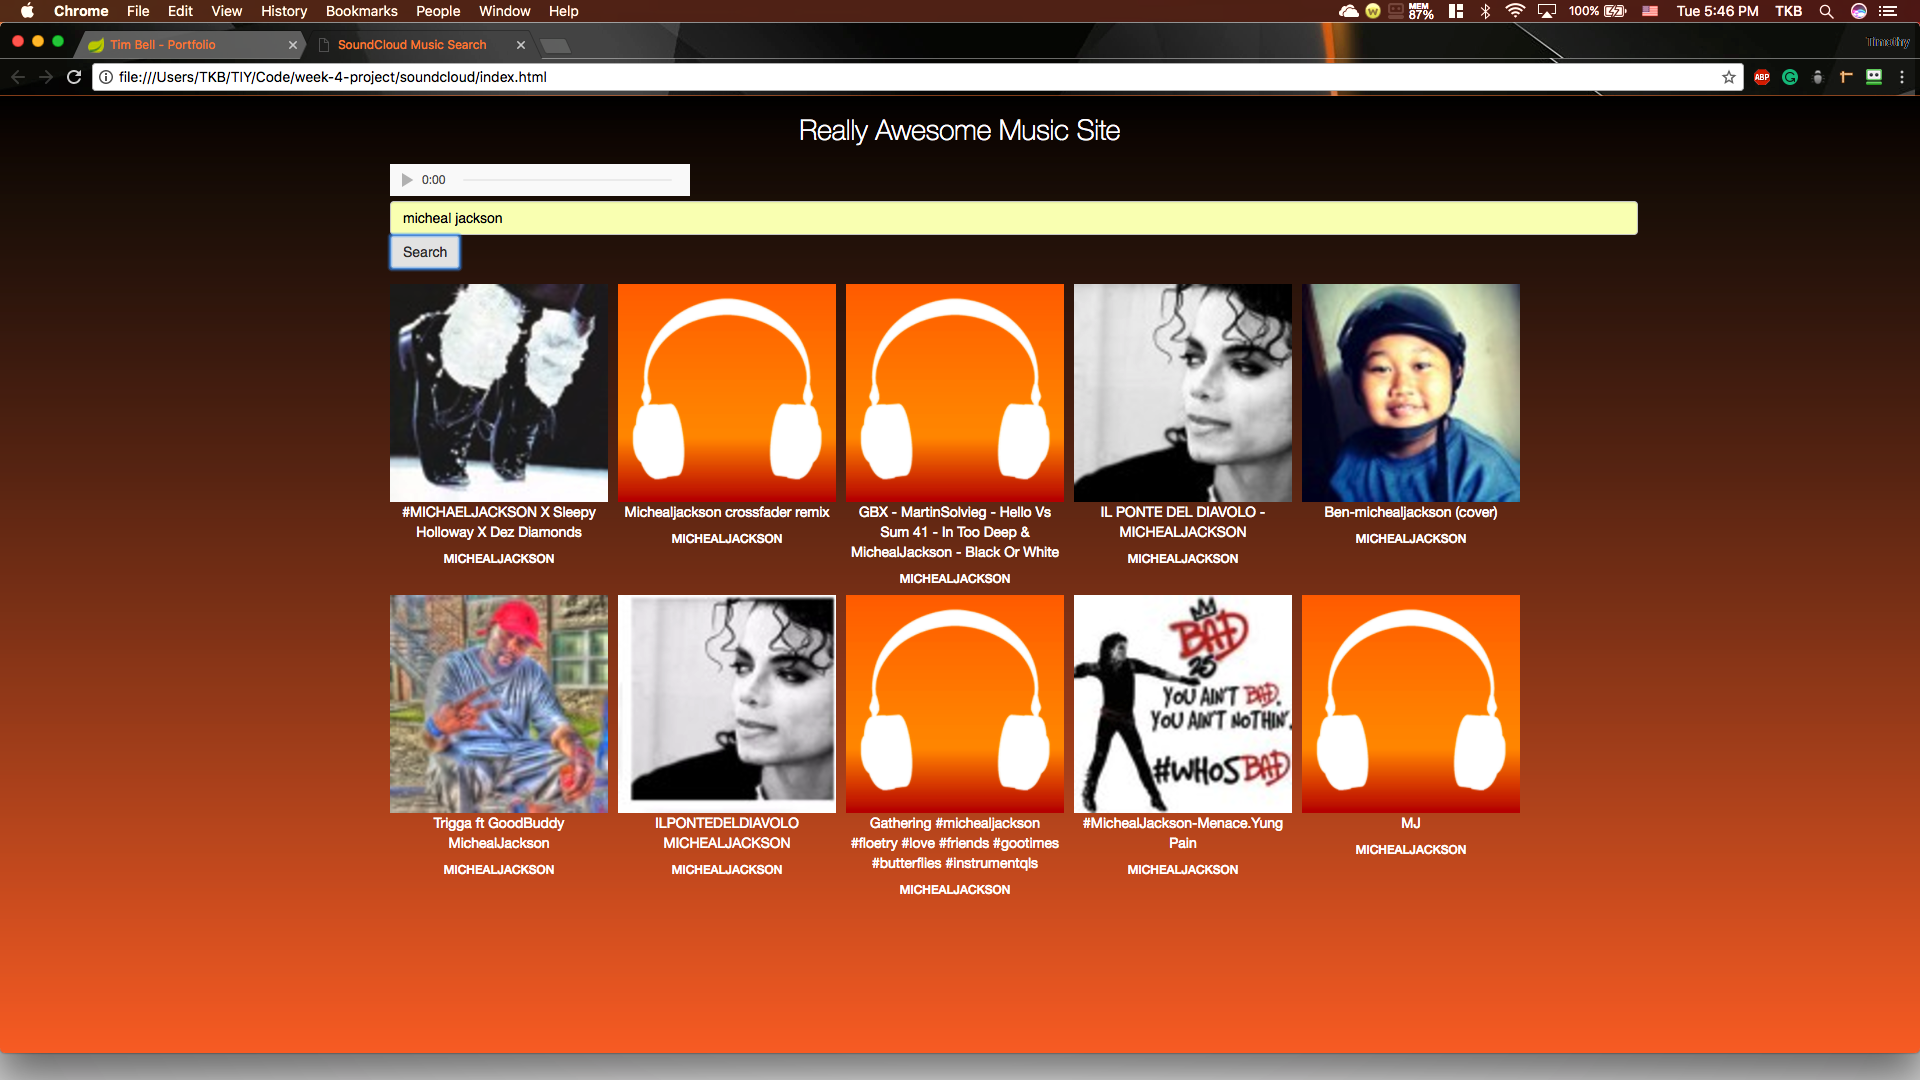 Chrome File Edit View History Bookmarks People Window Help
W MEM 87% 100% Tue 5:46 PM TKB
Tim Bell - Portfolio
SoundCloud Music Search
Timothy
file:///Users/TKB/TIY/Code/week-4-project/soundcloud/index.html
ABP
Really Awesome Music Site
0:00
micheal jackson
Search
#MICHAELJACKSON X Sleepy
Holloway X Dez Diamonds
MICHEALJACKSON
Michealjackson crossfader remix
MICHEALJACKSON
GBX - MartinSolvieg - Hello Vs
Sum 41 - In Too Deep &
MichealJackson - Black Or White
MICHEALJACKSON
IL PONTE DEL DIAVOLO -
MICHEALJACKSON
MICHEALJACKSON
Ben-michealjackson (cover)
MICHEALJACKSON
BAD
25
YOU AIN'T BAD.
YOU AIN'T NOTHIN'.
#WHOSBAD
Trigga ft GoodBuddy
MichealJackson
MICHEALJACKSON
ILPONTEDELDIAVOLO
MICHEALJACKSON
MICHEALJACKSON
Gathering #michealjackson
#floetry #love #friends #gootimes
#butterflies #instrumentqls
MICHEALJACKSON
#MichealJackson-Menace.Yung
Pain
MICHEALJACKSON
MJ
MICHEALJACKSON